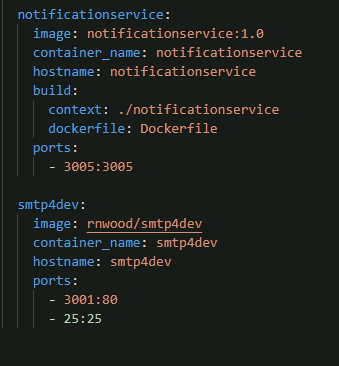 notificationservice:
image: notificationservice:1.0
container_name: notificationservice
hostname: notificationservice
build:
context: ./notificationservice
dockerfile: Dockerfile
ports:
- 3005:3005
smtp4dev:
image: rnwood/smtp4dev
container_name: smtp4dev
hostname: smtp4dev
ports:
- 3001:80
- 25:25